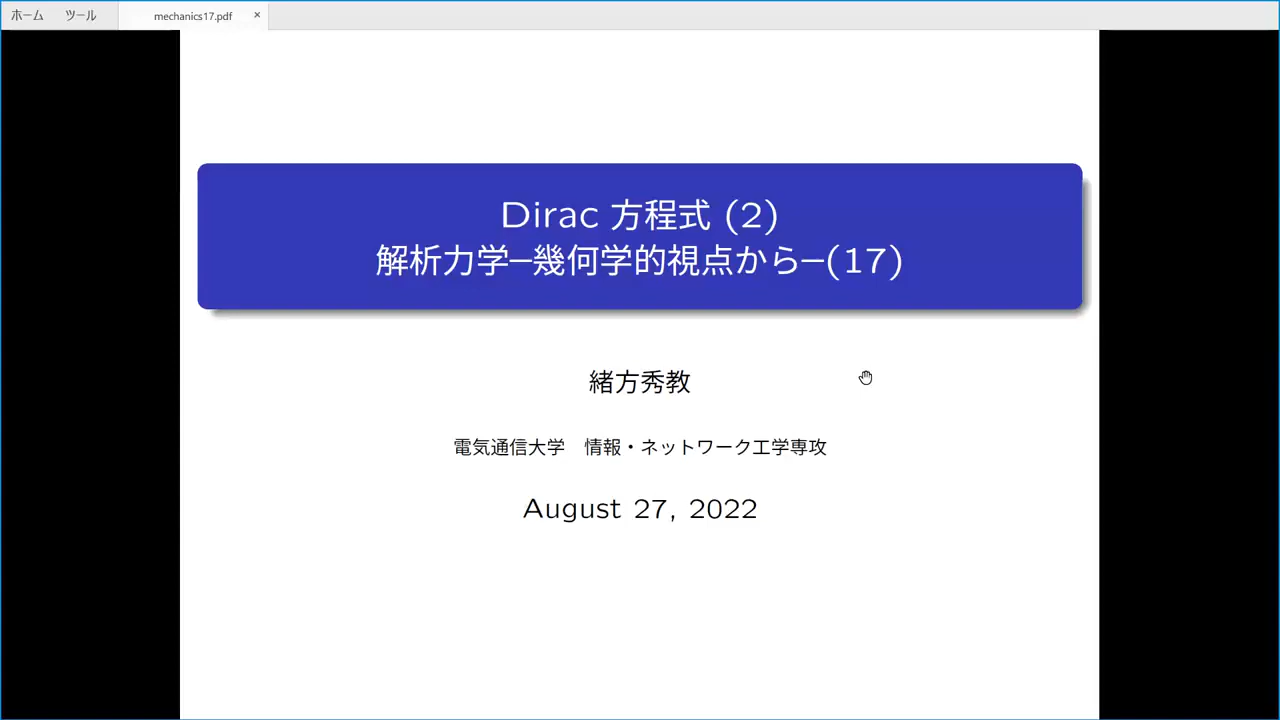 ホーム ツール mechanics17.pdf ×
Dirac 方程式 (2)
解析力学—幾何学的視点から—(17)
緒方秀教
電気通信大学　情報・ネットワーク工学専攻
August 27, 2022